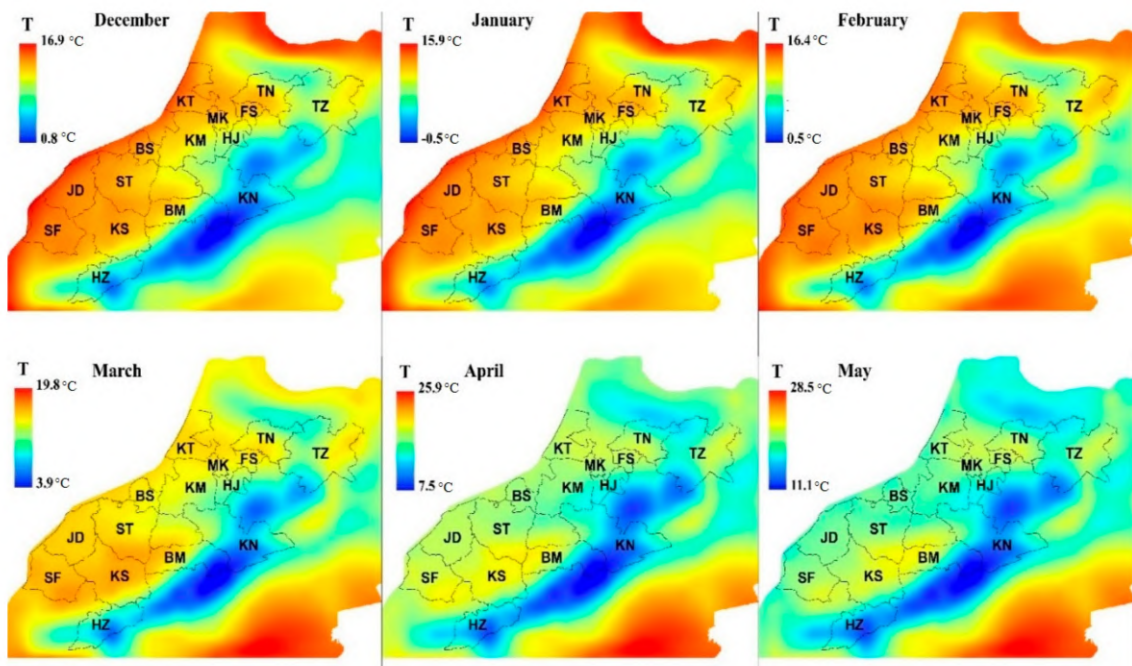 T December
16.9 °C
0.8 °C
TN
KT
FS
TZ
MK
KM
HJ
BS
ST
JD
KN
BM
SF
KS
HZ
T January
15.9 °C
-0.5 °C
TN
KT
FS
TZ
MK
KM
HJ
BS
ST
JD
KN
BM
SF
KS
HZ
T February
16.4 °C
0.5 °C
TN
KT
FS
TZ
MK
KM
HJ
BS
ST
JD
KN
BM
SF
KS
HZ
T March
19.8 °C
3.9 °C
TN
KT
FS
TZ
MK
KM
HJ
BS
ST
JD
KN
BM
SF
KS
HZ
T April
25.9 °C
7.5 °C
TN
KT
FS
TZ
MK
KM
HJ
BS
ST
JD
KN
BM
SF
KS
HZ
T May
28.5 °C
11.1 °C
TN
KT
FS
TZ
MK
KM
HJ
BS
ST
JD
KN
BM
SF
KS
HZ